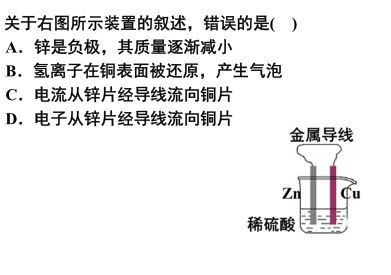 关于右图所示装置的叙述，错误的是(　)
A．锌是负极，其质量逐渐减小
B．氢离子在铜表面被还原，产生气泡
C．电流从锌片经导线流向铜片
D．电子从锌片经导线流向铜片
金属导线
Zn Cu
稀硫酸